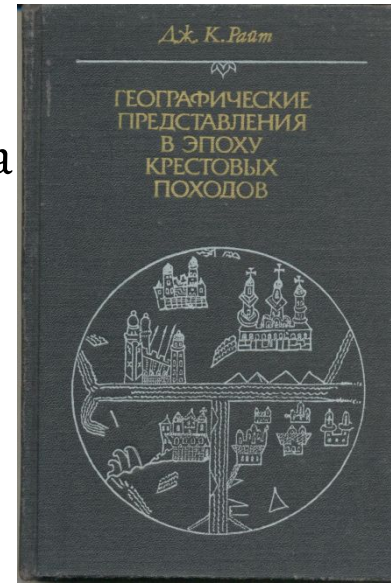 Дж. К. Райт
ГЕОГРАФИЧЕСКИЕ
ПРЕДСТАВЛЕНИЯ
В ЭПОХУ
КРЕСТОВЫХ
ПОХОДОВ
а